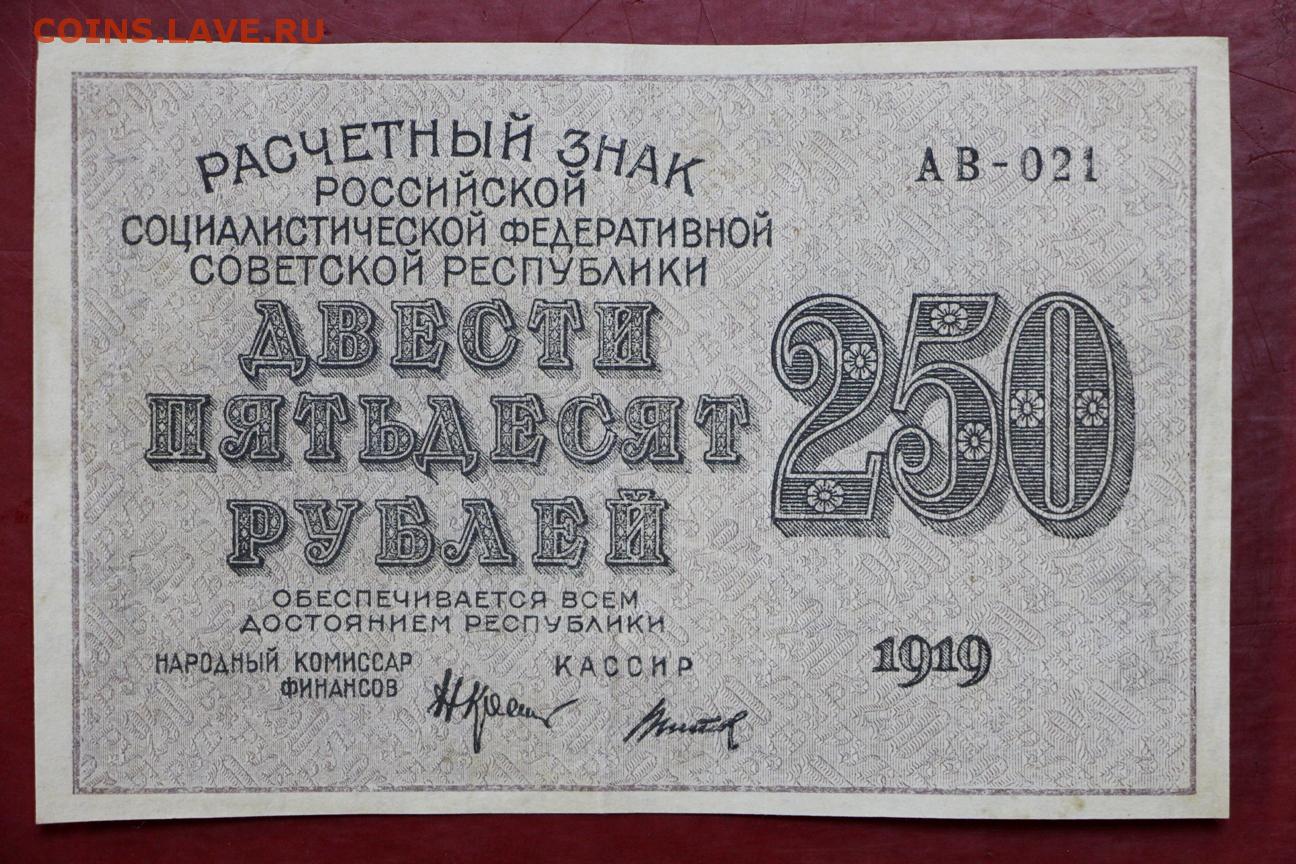 COINS.LAVE.RU
РАСЧЕТНЫЙ ЗНАК
РОССИЙСКОЙ
СОЦИАЛИСТИЧЕСКОЙ ФЕДЕРАТИВНОЙ
СОВЕТСКОЙ РЕСПУБЛИКИ
АВ-021
ДВЕСТИ
ПЯТЬДЕСЯТ
РУБЛЕЙ
250
ОБЕСПЕЧИВАЕТСЯ ВСЕМ
ДОСТОЯНИЕМ РЕСПУБЛИКИ
НАРОДНЫЙ КОМИССАР
ФИНАНСОВ
КАССИР
1919